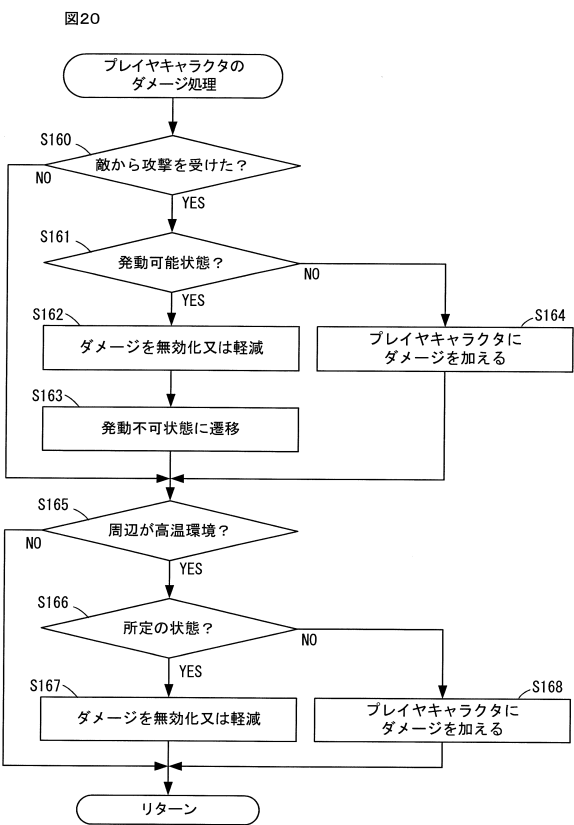 図20
プレイヤキャラクタの
ダメージ処理
S160
敵から攻撃を受けた？
NO
YES
S161
発動可能状態？
NO
YES
S162
ダメージを無効化又は軽減
S164
プレイヤキャラクタに
ダメージを加える
S163
発動不可状態に遷移
S165
周辺が高温環境？
NO
YES
S166
所定の状態？
NO
YES
S167
ダメージを無効化又は軽減
S168
プレイヤキャラクタに
ダメージを加える
リターン